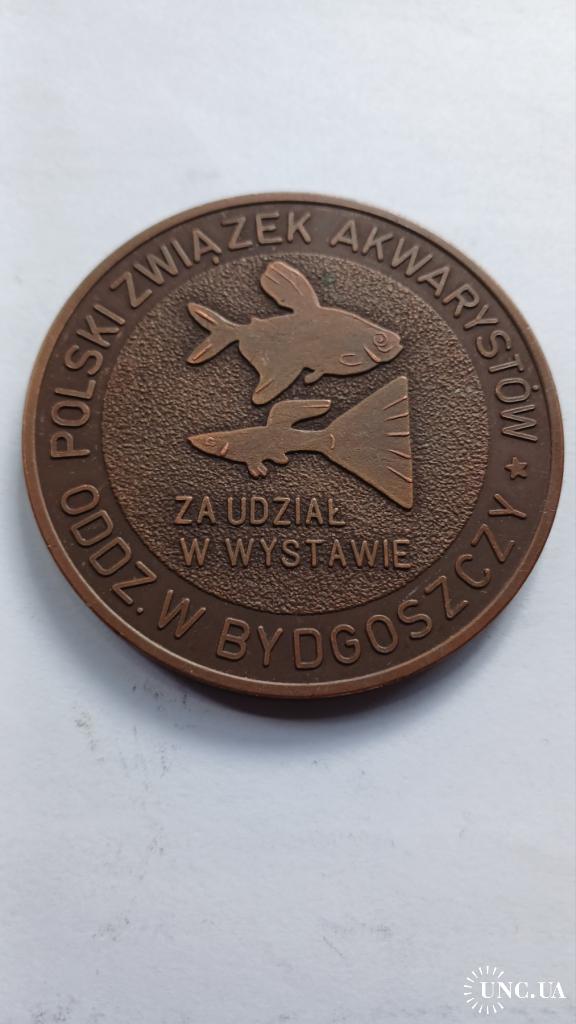 POLSKI ZWIĄZEK AKWARYSTÓW ★
ODDZ. W BYDGOSZCZY
ZA UDZIAŁ
W WYSTAWIE
UNC.UA